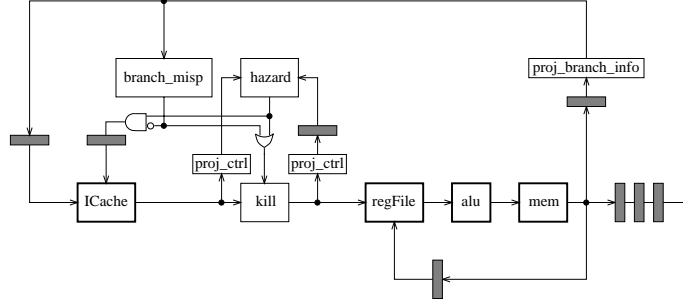 proj_branch_info
branch_misp
hazard
proj_ctrl
proj_ctrl
ICache
kill
regFile
alu
mem